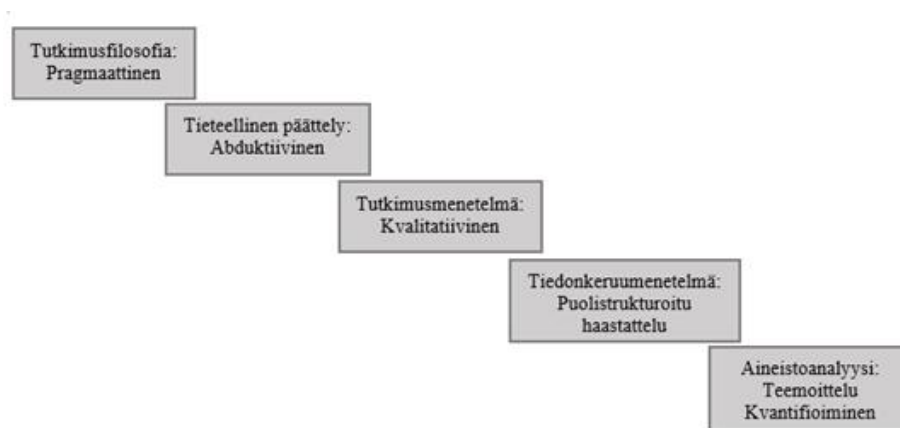 Tutkimusfilosofia:
Pragmaattinen
Tieteellinen päättely:
Abduktiivinen
Tutkimusmenetelmä:
Kvalitatiivinen
Tiedonkeruumenetelmä:
Puolistrukturoitu
haastattelu
Aineistoanalyysi:
Teemoittelu
Kvantifioiminen